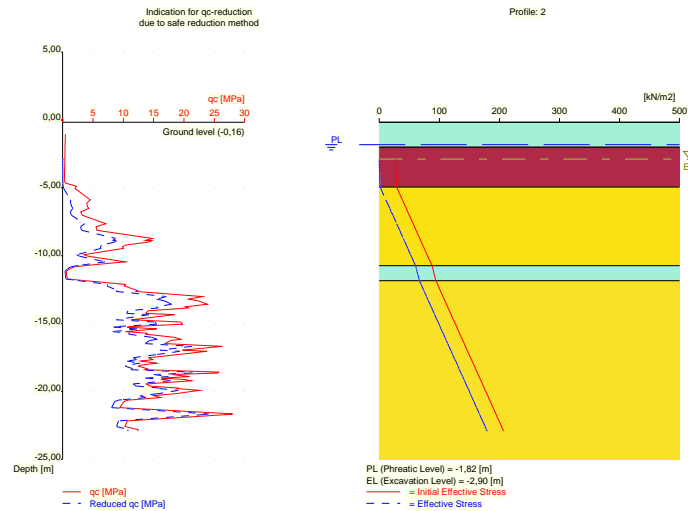 Indication for qc-reduction
due to safe reduction method
5,00
qc [MPa]
0,00
5
10
15
20
25
30
Ground level (-0,16)
-5,00
-10,00
-15,00
-20,00
-25,00
Depth [m]
qc [MPa]
Reduced qc [MPa]
Profile: 2
[kN/m2]
0
100
200
300
400
500
PL
E
PL (Phreatic Level) = -1,82 [m]
EL (Excavation Level) = -2,90 [m]
= Initial Effective Stress
= Effective Stress